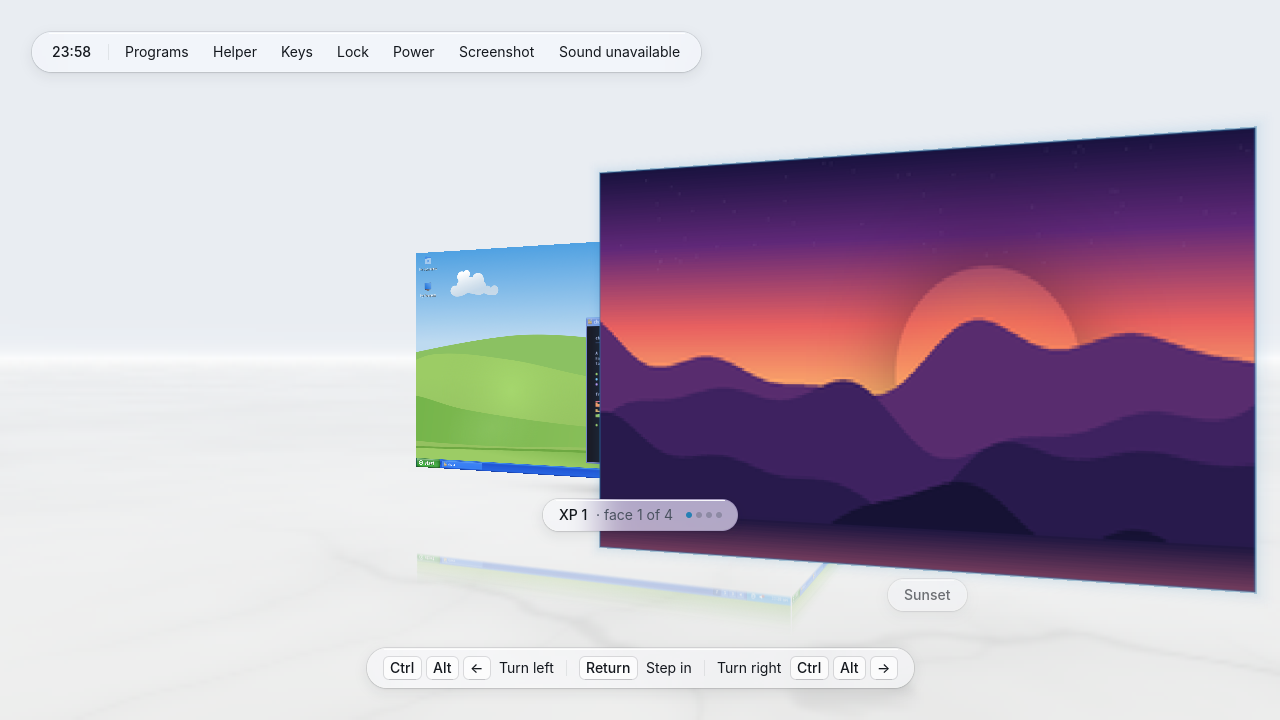 23:58 Programs Helper Keys Lock Power Screenshot Sound unavailable
XP 1 · face 1 of 4
Sunset
Ctrl Alt ← Turn left Return Step in Turn right Ctrl Alt →